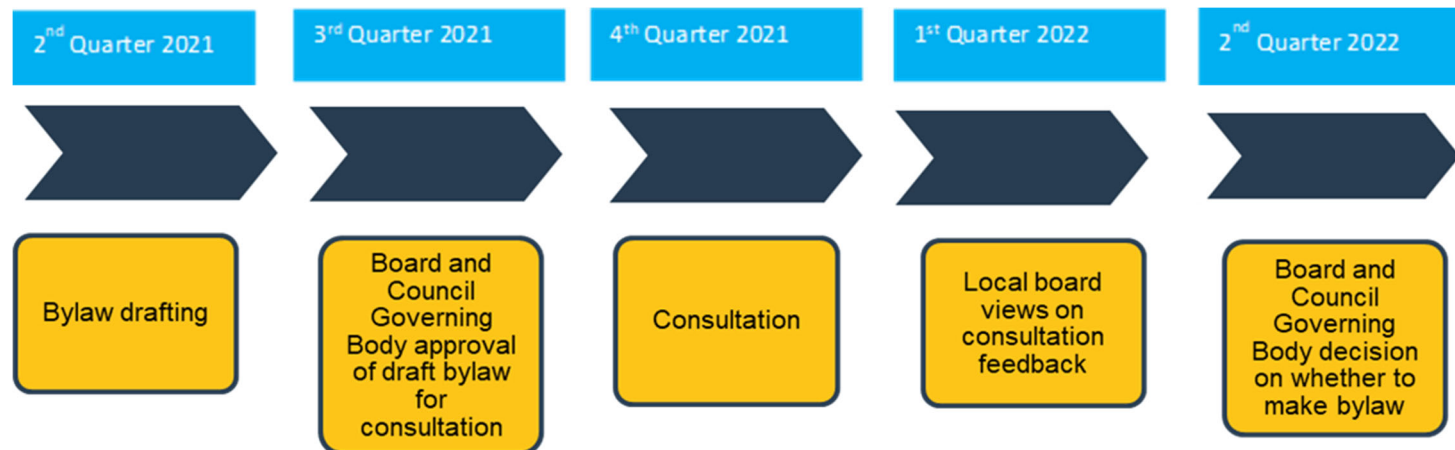 2nd Quarter 2021
3rd Quarter 2021
4th Quarter 2021
1st Quarter 2022
2nd Quarter 2022
Bylaw drafting
Board and
Council
Governing
Body approval
of draft bylaw
for
consultation
Consultation
Local board
views on
consultation
feedback
Board and
Council
Governing
Body decision
on whether to
make bylaw